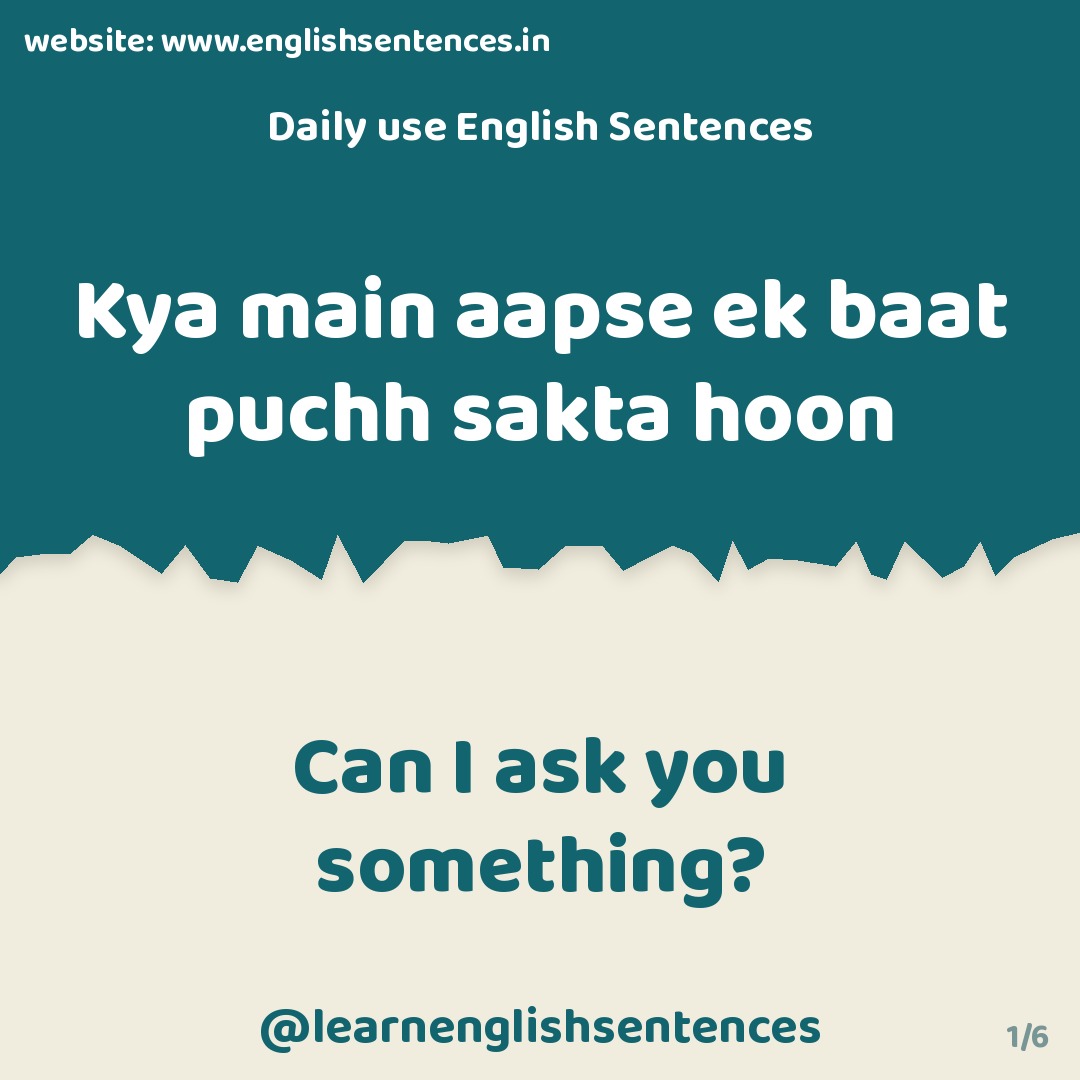 website: www.englishsentences.in
Daily use English Sentences
Kya main aapse ek baat
puchh sakta hoon
Can I ask you
something?
@learnenglishsentences
1/6